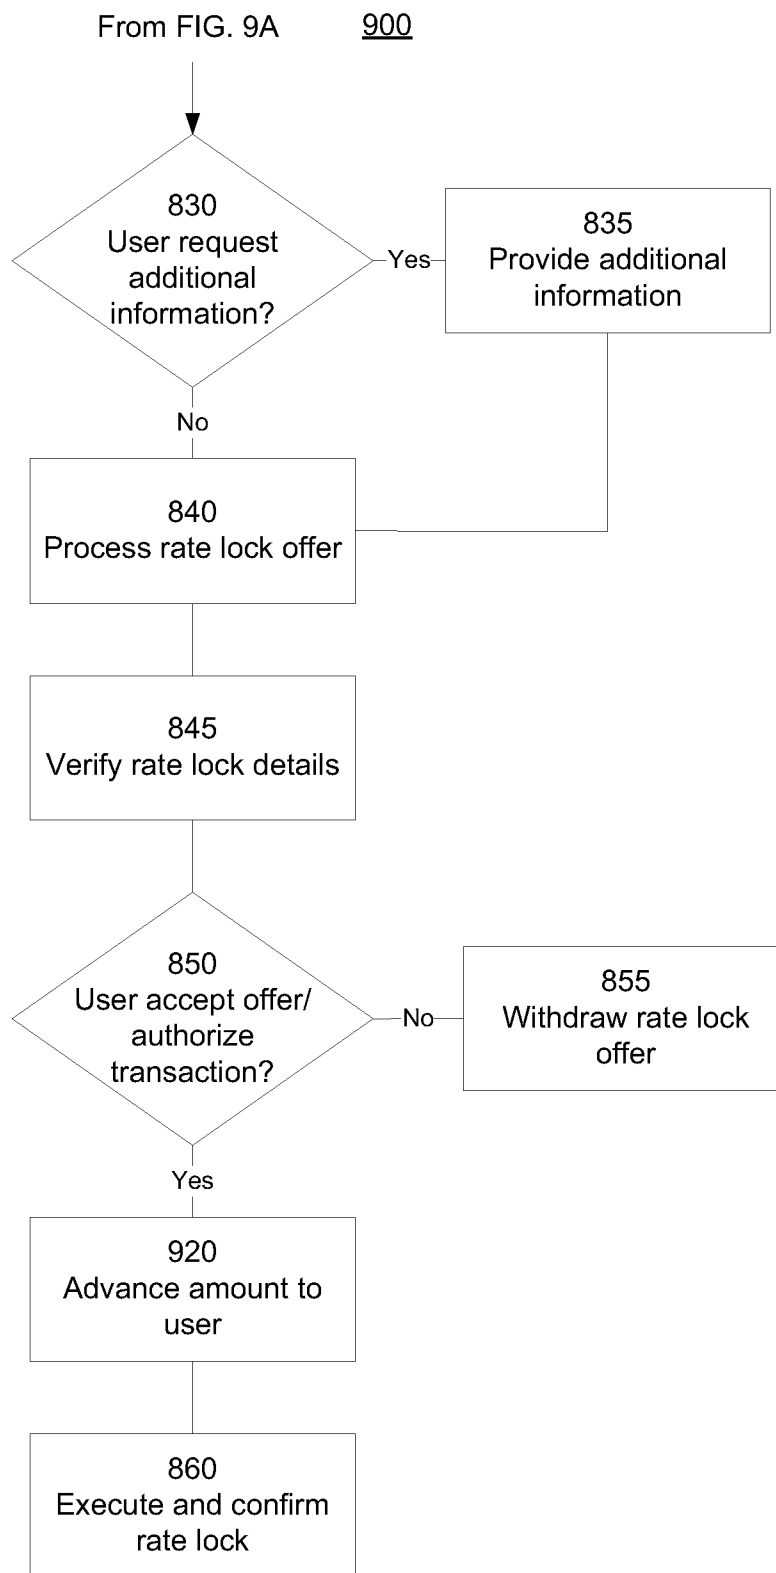 From FIG. 9A
900
830
User request
additional
information?
Yes
835
Provide additional
information
No
840
Process rate lock offer
845
Verify rate lock details
850
User accept offer/
authorize
transaction?
No
855
Withdraw rate lock
offer
Yes
920
Advance amount to
user
860
Execute and confirm
rate lock